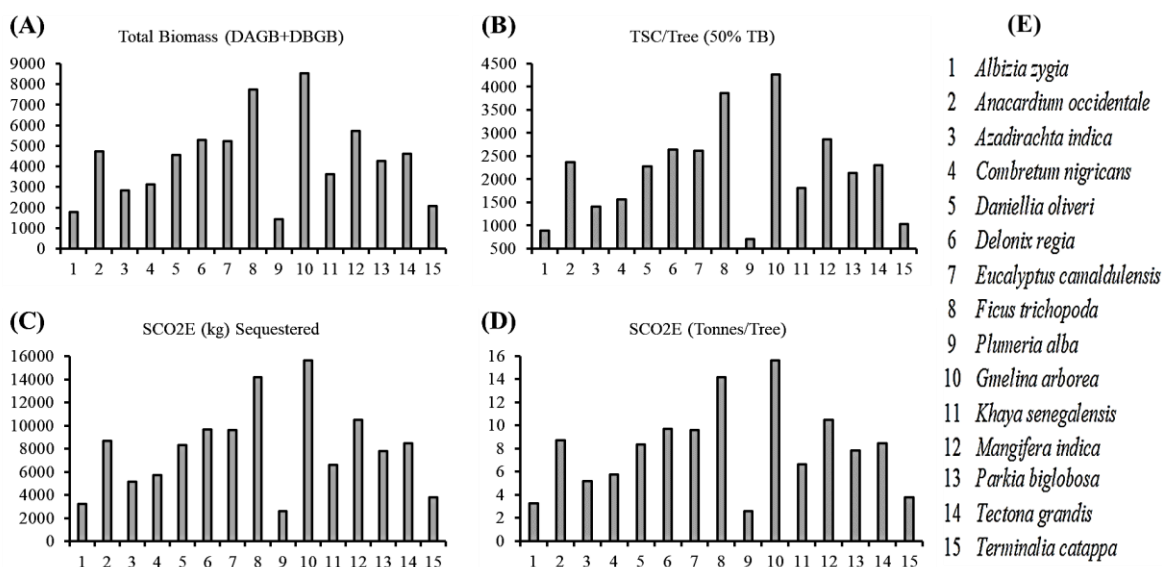 (A)
Total Biomass (DAGB+DBGB)
9000
8000
7000
6000
5000
4000
3000
2000
1000
0
1 2 3 4 5 6 7 8 9 10 11 12 13 14 15
(B)
TSC/Tree (50% TB)
4500
4000
3500
3000
2500
2000
1500
1000
500
1 2 3 4 5 6 7 8 9 10 11 12 13 14 15
(C)
SCO2E (kg) Sequestered
16000
14000
12000
10000
8000
6000
4000
2000
0
1 2 3 4 5 6 7 8 9 10 11 12 13 14 15
(D)
SCO2E (Tonnes/Tree)
16
14
12
10
8
6
4
2
0
1 2 3 4 5 6 7 8 9 10 11 12 13 14 15
(E)
1 Albizia zygia
2 Anacardium occidentale
3 Azadirachta indica
4 Combretum nigricans
5 Daniellia oliveri
6 Delonix regia
7 Eucalyptus camaldulensis
8 Ficus trichopoda
9 Plumeria alba
10 Gmelina arborea
11 Khaya senegalensis
12 Mangifera indica
13 Parkia biglobosa
14 Tectona grandis
15 Terminalia catappa